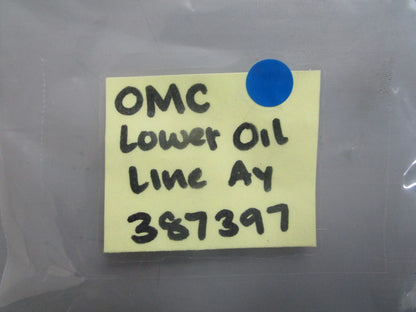 OMC
Lower Oil
Line Ay
387397